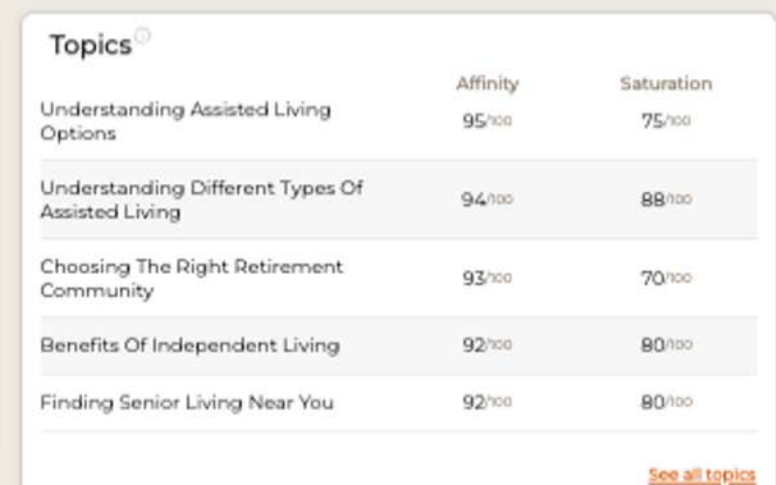 Topics
Affinity Saturation
Understanding Assisted Living
Options
95/100 75/100
Understanding Different Types Of
Assisted Living
94/100 88/100
Choosing The Right Retirement
Community
93/100 70/100
Benefits Of Independent Living 92/100 80/100
Finding Senior Living Near You 92/100 80/100
See all topics